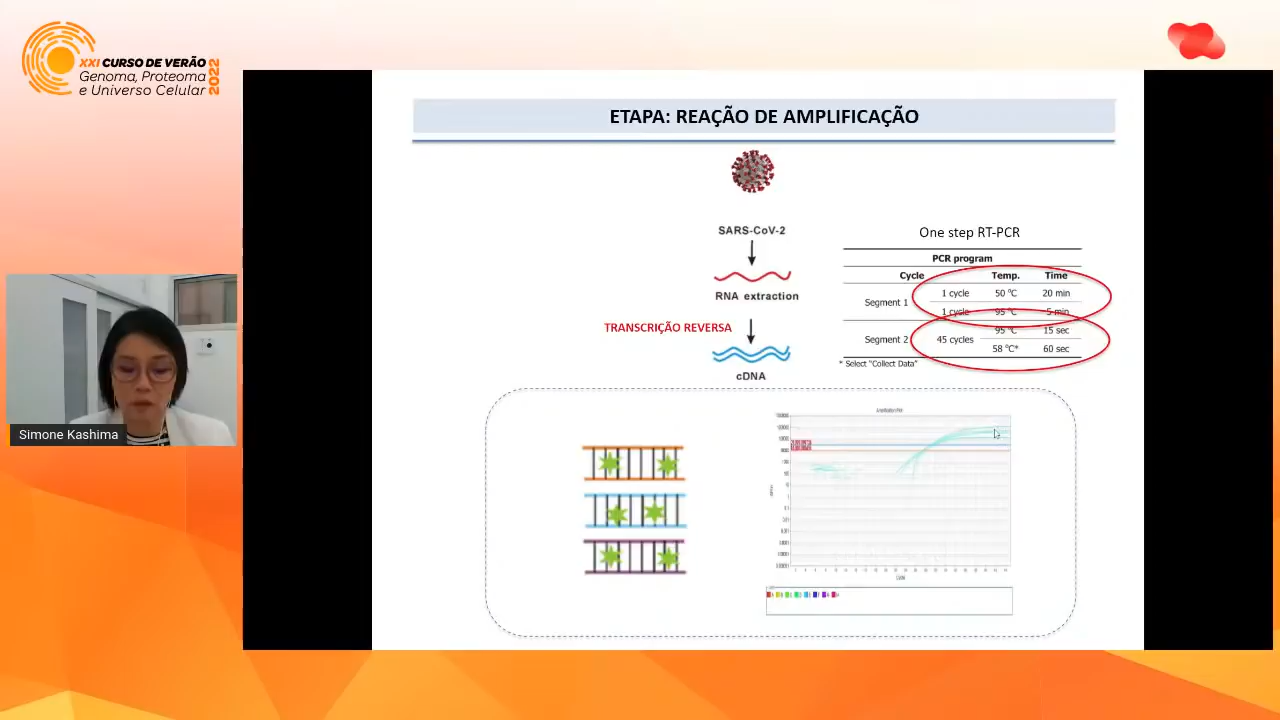 XXI CURSO DE VERÃO
Genoma, Proteoma
e Universo Celular
2022
ETAPA: REAÇÃO DE AMPLIFICAÇÃO
SARS-CoV-2
RNA extraction
TRANSCRIÇÃO REVERSA
cDNA
One step RT-PCR
PCR program
Cycle Temp. Time
Segment 1
1 cycle 50 °C 20 min
1 cycle 95 °C 5 min
Segment 2
45 cycles
95 °C 15 sec
58 °C* 60 sec
* Select "Collect Data"
Amplification Plot
Cycle
Simone Kashima